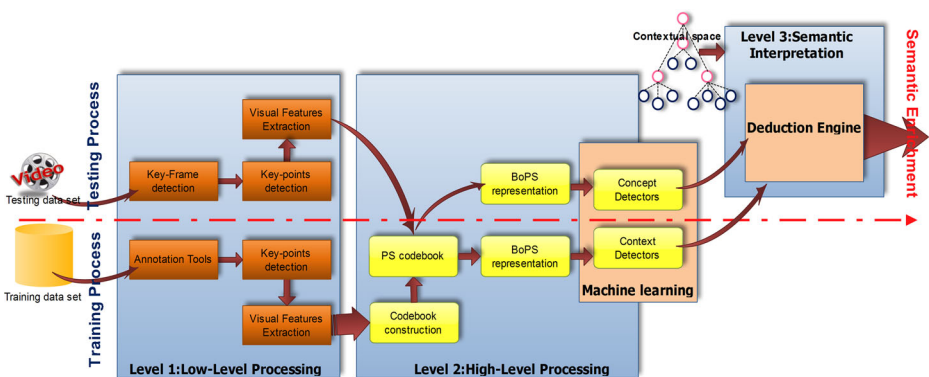 Contextual space
Level 3:Semantic
Interpretation
Deduction Engine
Semantic Enrichment
Testing Process
Video
Testing data set
Key-Frame
detection
Key-points
detection
Visual Features
Extraction
BoPS
representation
Concept
Detectors
Training Process
Training data set
Annotation Tools
Key-points
detection
Visual Features
Extraction
PS codebook
Codebook
construction
BoPS
representation
Context
Detectors
Machine learning
Level 1:Low-Level Processing
Level 2:High-Level Processing